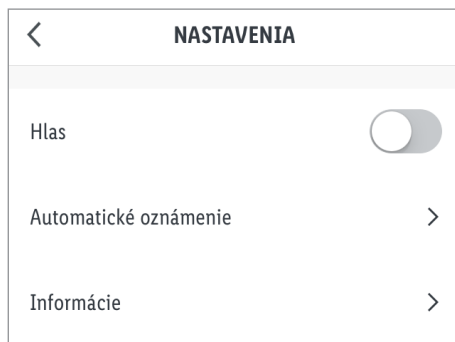 NASTAVENIA
Hlas
Automatické oznámenie
Informácie